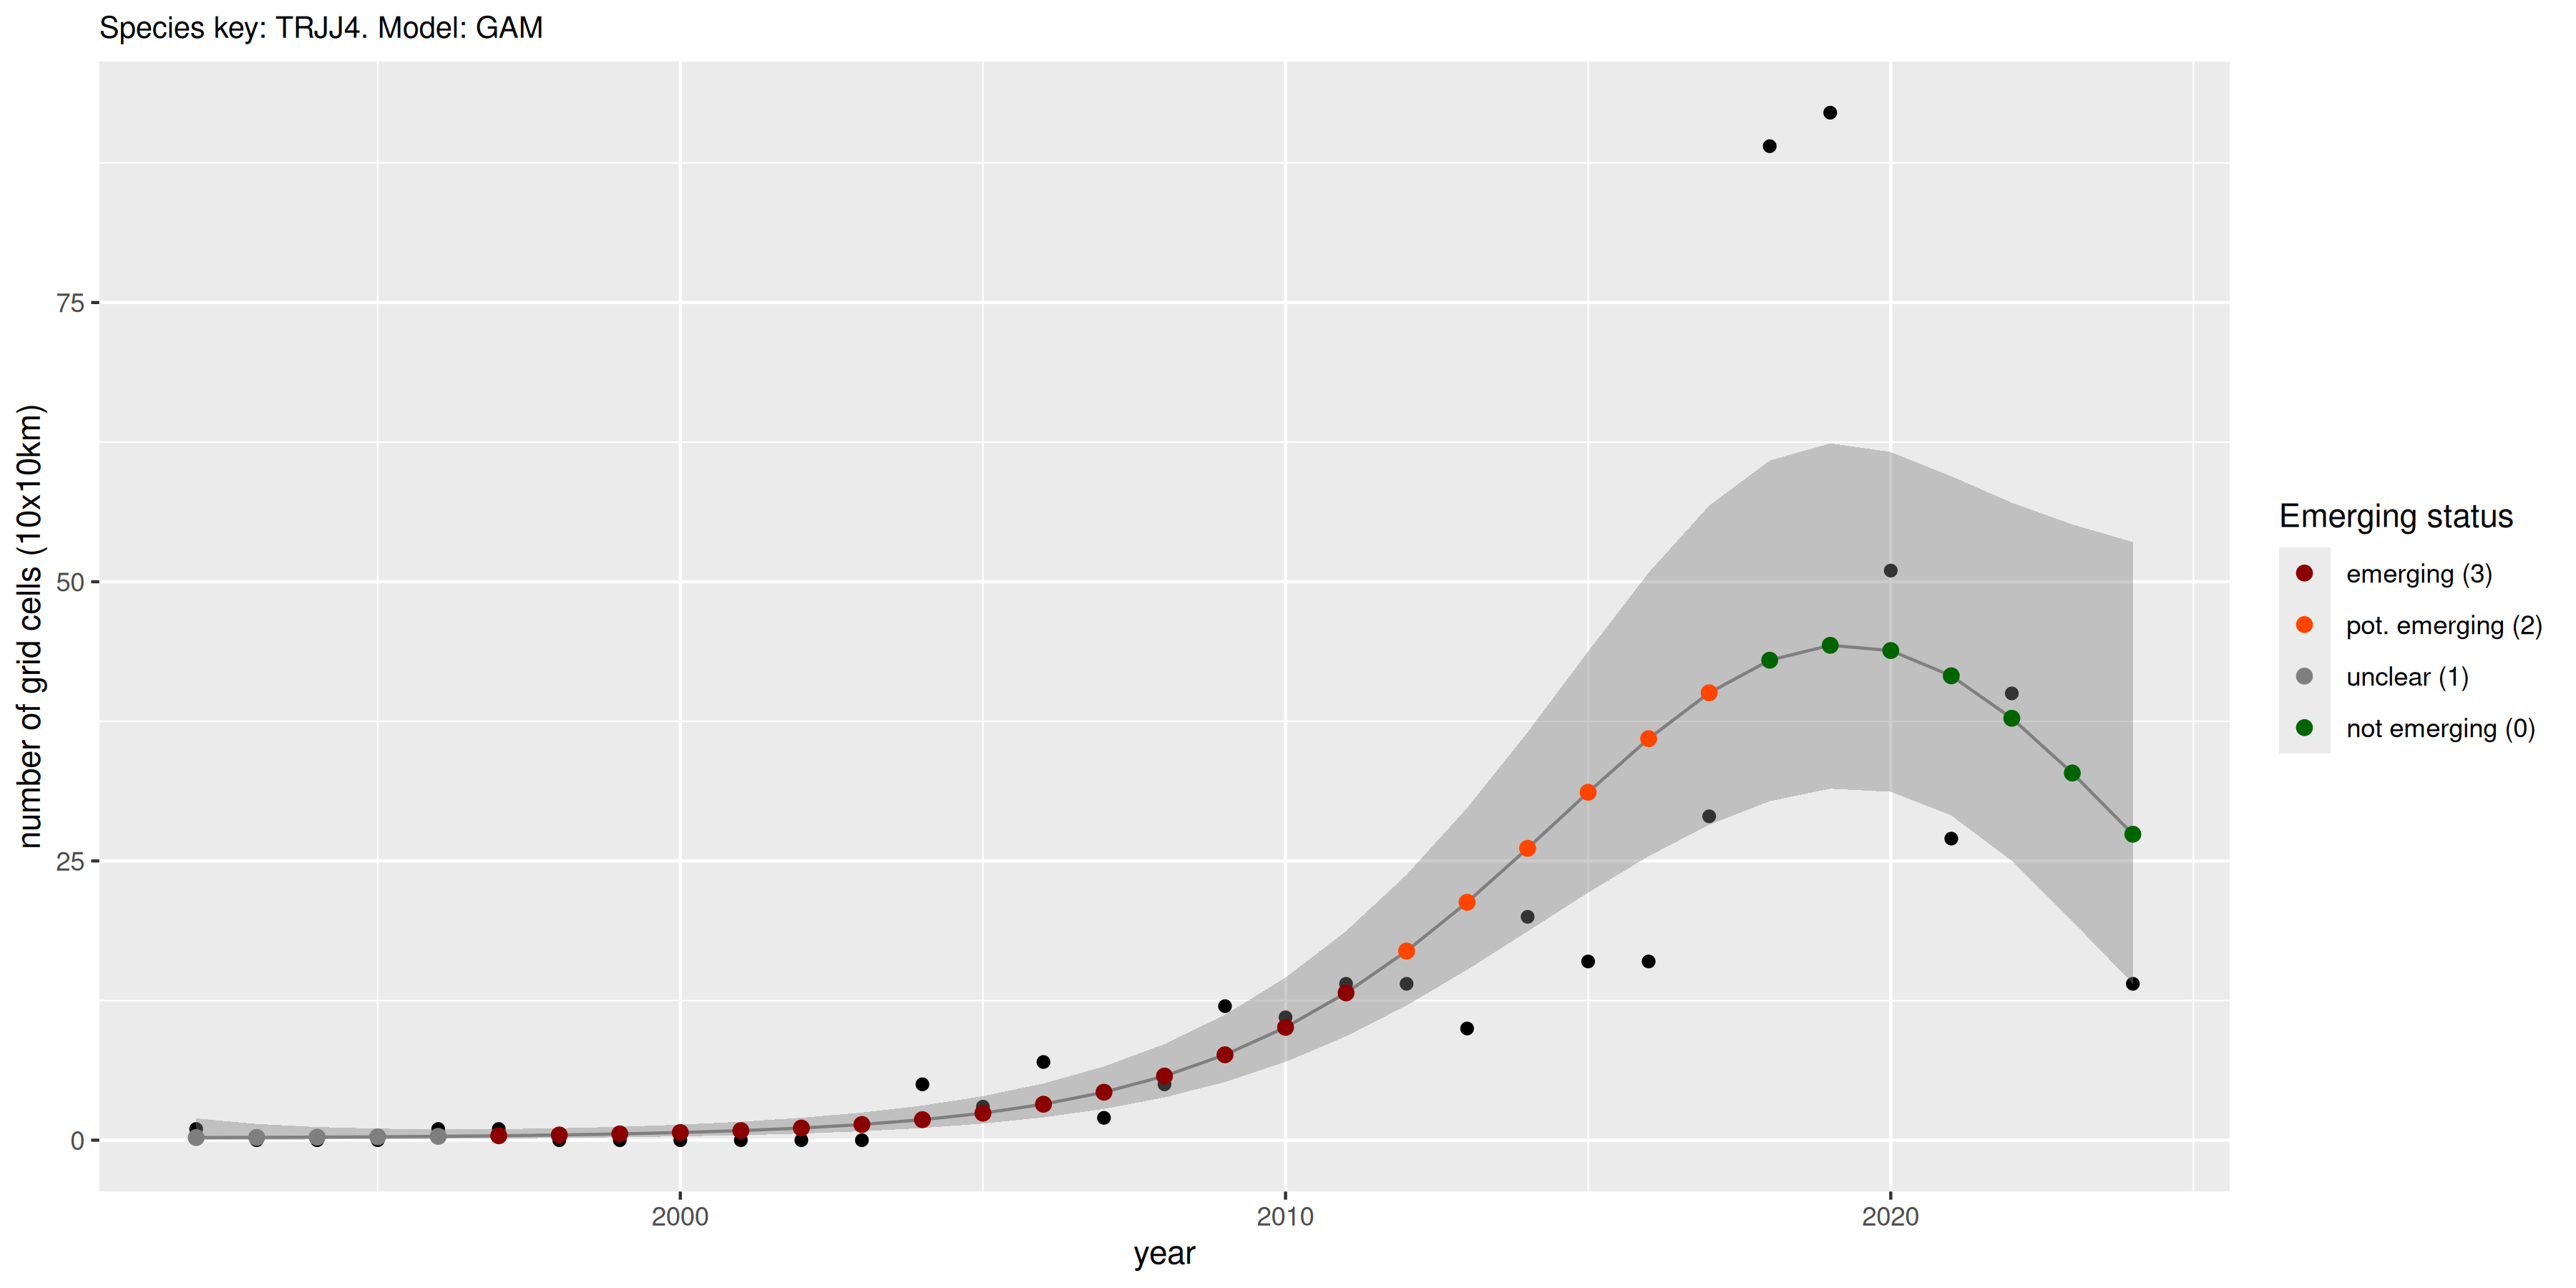 Species key: TRJJ4. Model: GAM
number of grid cells (10x10km)
75
50
25
0
2000
2010
2020
year
Emerging status
emerging (3)
pot. emerging (2)
unclear (1)
not emerging (0)